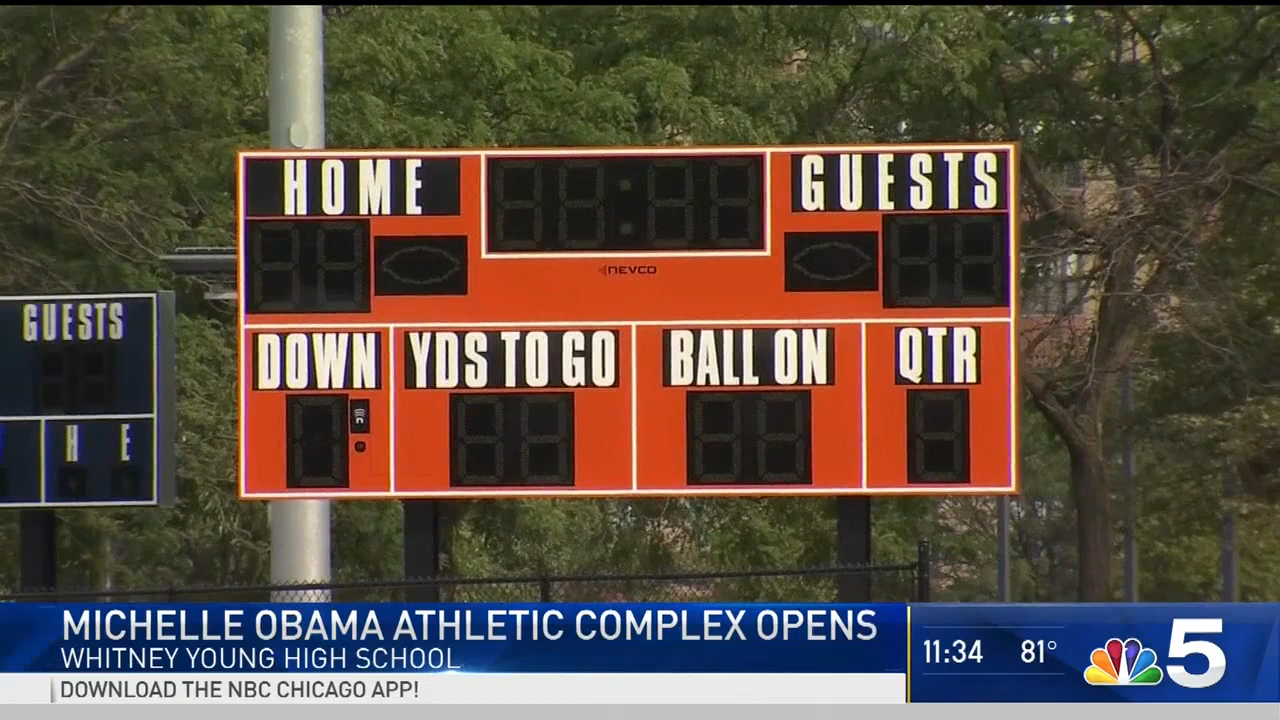 HOME
GUESTS
NEVCO
DOWN
YDS TO GO
BALL ON
QTR
GUESTS
H E
MICHELLE OBAMA ATHLETIC COMPLEX OPENS
WHITNEY YOUNG HIGH SCHOOL
DOWNLOAD THE NBC CHICAGO APP!
11:34 81°
5